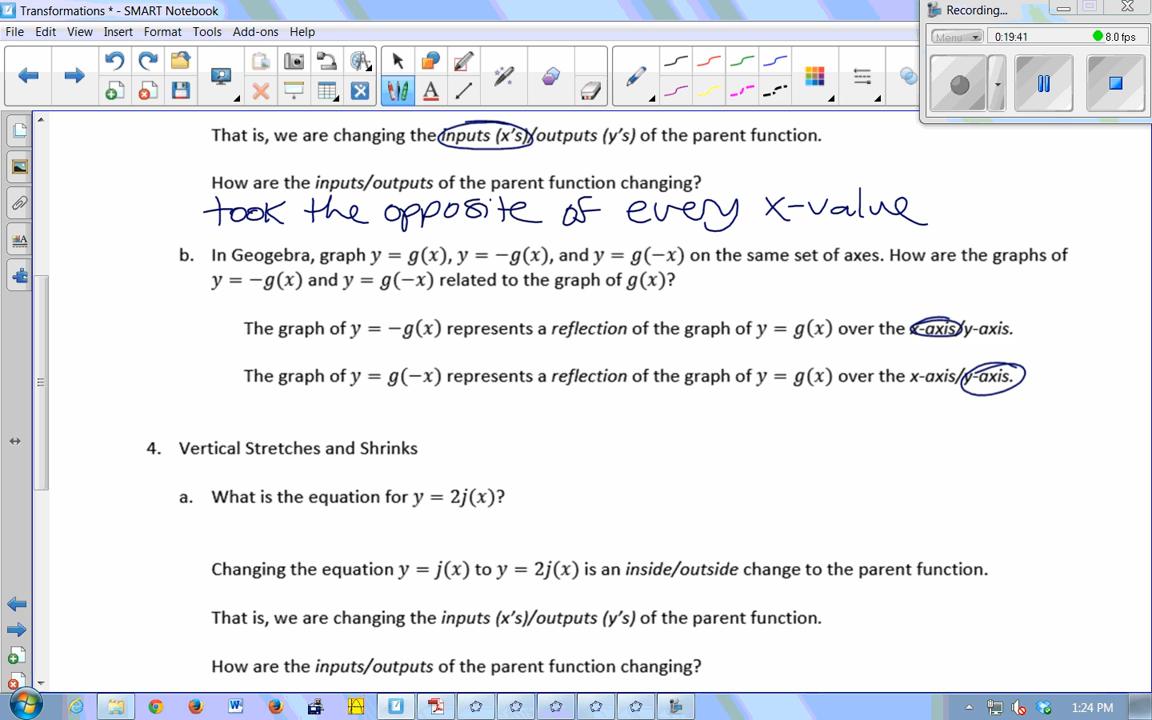 Transformations * - SMART Notebook
Recording...
File Edit View Insert Format Tools Add-ons Help
Menu 0:19:41 8.0 fps
That is, we are changing the inputs (x's)/outputs (y's) of the parent function.
How are the inputs/outputs of the parent function changing?
took the opposite of every x-value
b. In Geogebra, graph y = g(x), y = −g(x), and y = g(−x) on the same set of axes. How are the graphs of
y = −g(x) and y = g(−x) related to the graph of g(x)?
The graph of y = −g(x) represents a reflection of the graph of y = g(x) over the x-axis/y-axis.
The graph of y = g(−x) represents a reflection of the graph of y = g(x) over the x-axis/y-axis.
4. Vertical Stretches and Shrinks
a. What is the equation for y = 2j(x)?
Changing the equation y = j(x) to y = 2j(x) is an inside/outside change to the parent function.
That is, we are changing the inputs (x's)/outputs (y's) of the parent function.
How are the inputs/outputs of the parent function changing?
1:24 PM